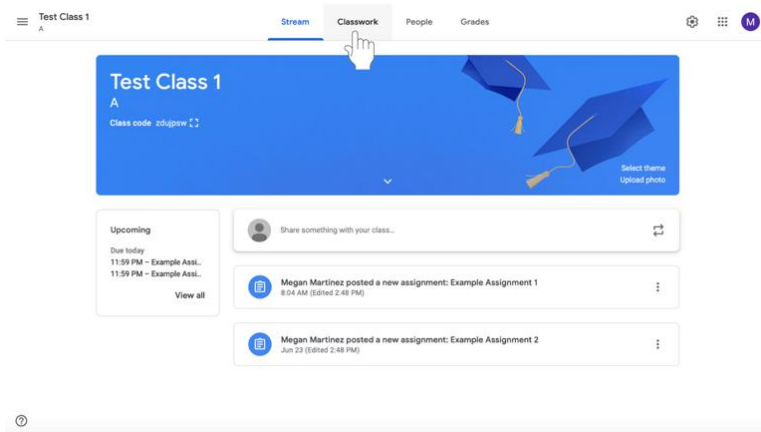 Test Class 1
A
Stream Classwork People Grades
M
Test Class 1
A
Class code zdujpsw
Select theme
Upload photo
Upcoming
Due today
11:59 PM – Example Assi...
11:59 PM – Example Assi...
View all
Share something with your class...
Megan Martinez posted a new assignment: Example Assignment 1
8:04 AM (Edited 2:48 PM)
Megan Martinez posted a new assignment: Example Assignment 2
Jun 23 (Edited 2:48 PM)